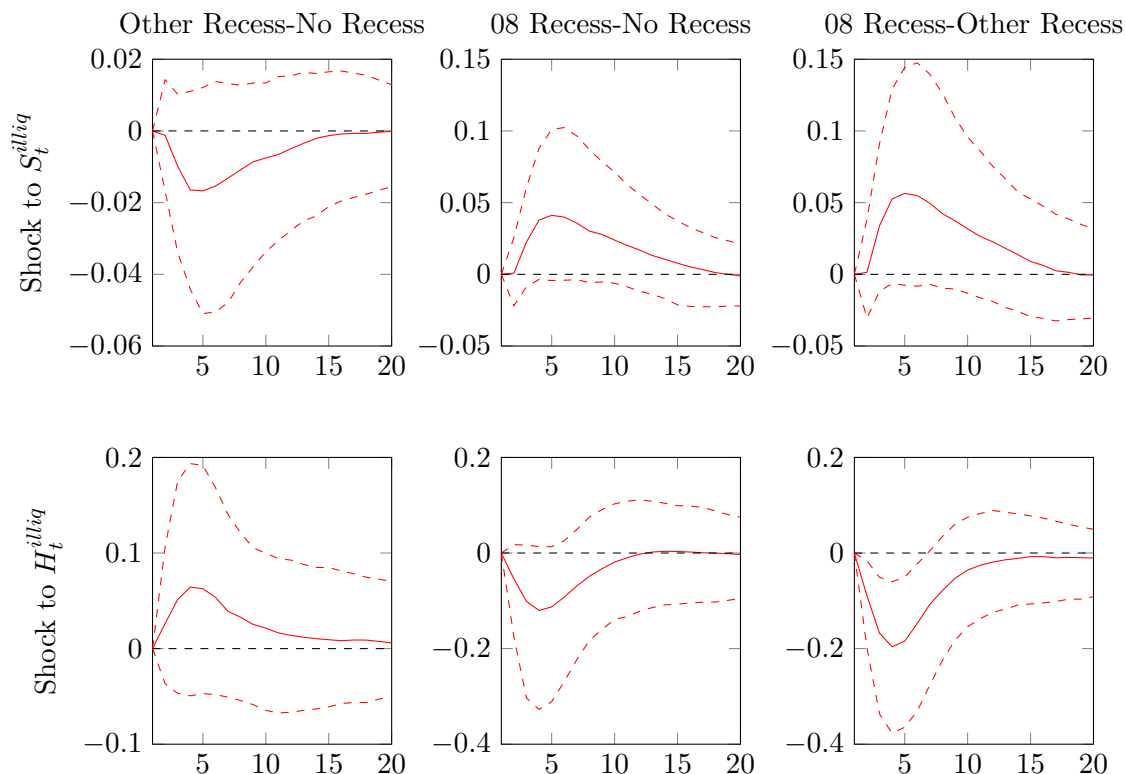 Other Recess-No Recess
08 Recess-No Recess
08 Recess-Other Recess
Shock to S_t^{illiq}
0.02
0
−0.02
−0.04
−0.06
5 10 15 20
0.15
0.1
0.05
0
−0.05
5 10 15 20
0.15
0.1
0.05
0
−0.05
5 10 15 20
Shock to H_t^{illiq}
0.2
0.1
0
−0.1
5 10 15 20
0.2
0
−0.2
−0.4
5 10 15 20
0.2
0
−0.2
−0.4
5 10 15 20